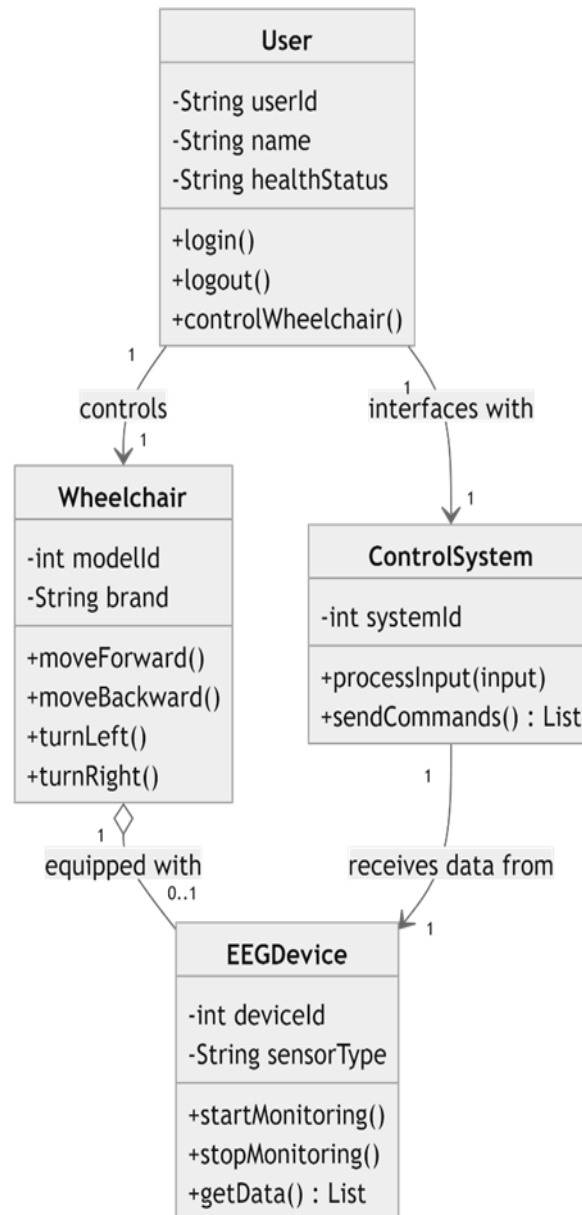 User
-String userId
-String name
-String healthStatus
+login()
+logout()
+controlWheelchair()
1
1
controls
interfaces with
1
1
Wheelchair
-int modelId
-String brand
+moveForward()
+moveBackward()
+turnLeft()
+turnRight()
ControlSystem
-int systemId
+processInput(input)
+sendCommands() : List
1
1
equipped with
receives data from
0..1
1
EEGDevice
-int deviceId
-String sensorType
+startMonitoring()
+stopMonitoring()
+getData() : List